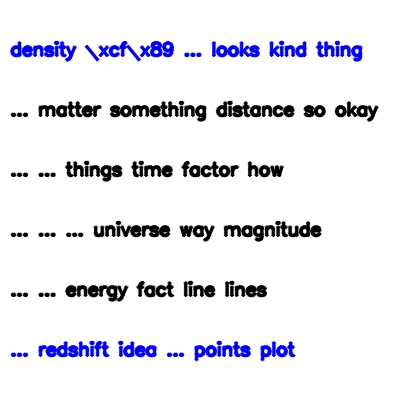 density \xcf\x89 ... looks kind thing
... matter something distance so okay
... ... things time factor how
... ... ... universe way magnitude
... ... energy fact line lines
... redshift idea ... points plot